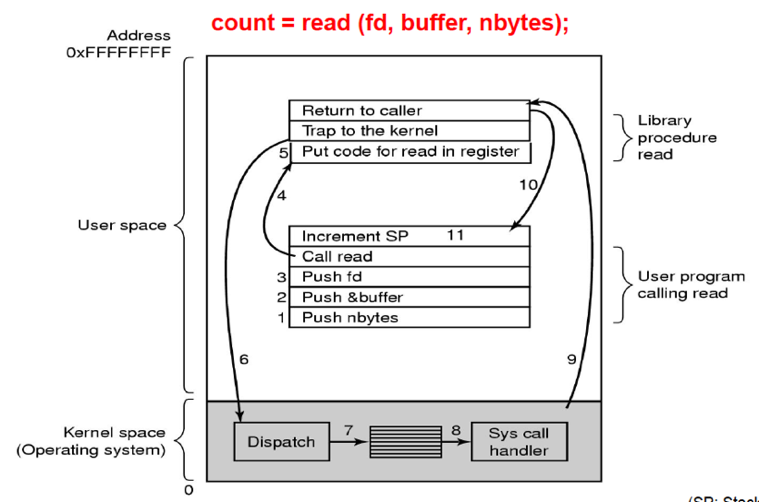 count = read (fd, buffer, nbytes);
Address
0xFFFFFFFF
Return to caller
Trap to the kernel
5 Put code for read in register
Library
procedure
read
4
10
User space
Increment SP 11
Call read
3 Push fd
2 Push &buffer
1 Push nbytes
User program
calling read
6
9
Kernel space
(Operating system)
Dispatch
7
8
Sys call
handler
0
(SP: Stack